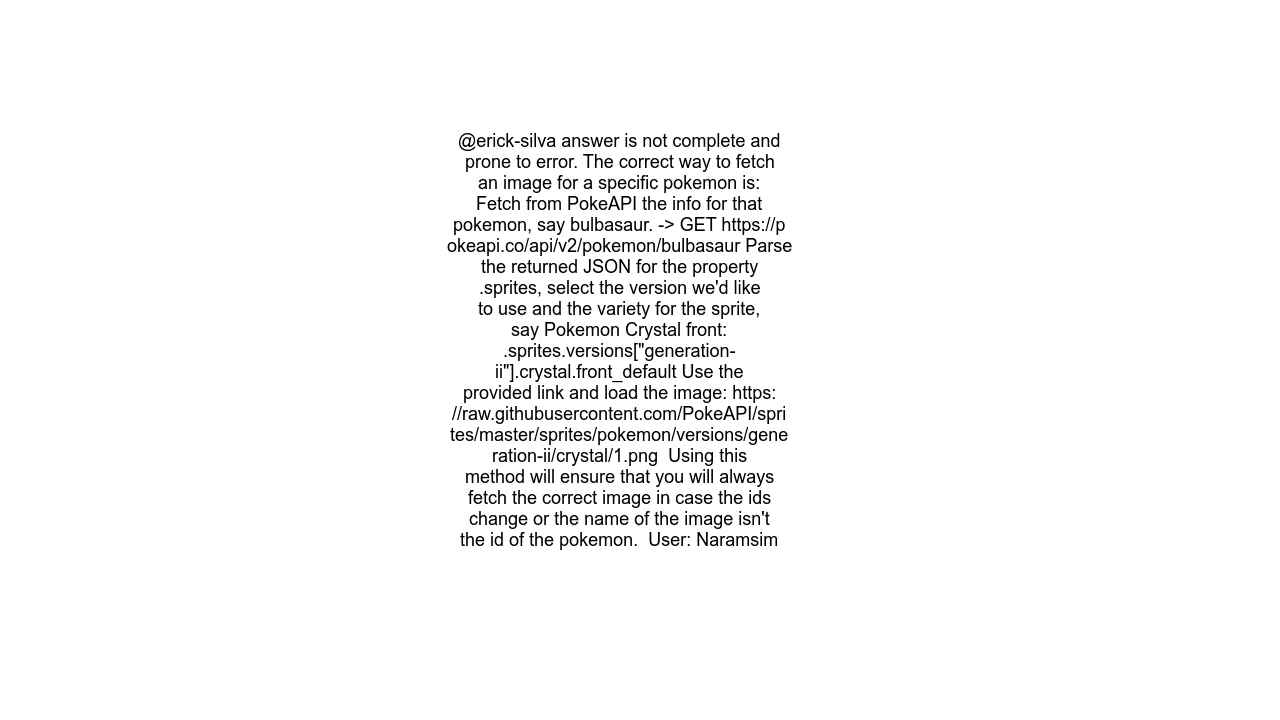 @erick-silva answer is not complete and
prone to error. The correct way to fetch
an image for a specific pokemon is:
Fetch from PokeAPI the info for that
pokemon, say bulbasaur. -> GET https://p
okeapi.co/api/v2/pokemon/bulbasaur Parse
the returned JSON for the property
.sprites, select the version we'd like
to use and the variety for the sprite,
say Pokemon Crystal front:
.sprites.versions["generation-
ii"].crystal.front_default Use the
provided link and load the image: https:
//raw.githubusercontent.com/PokeAPI/spri
tes/master/sprites/pokemon/versions/gene
ration-ii/crystal/1.png  Using this
method will ensure that you will always
fetch the correct image in case the ids
change or the name of the image isn't
the id of the pokemon.  User: Naramsim